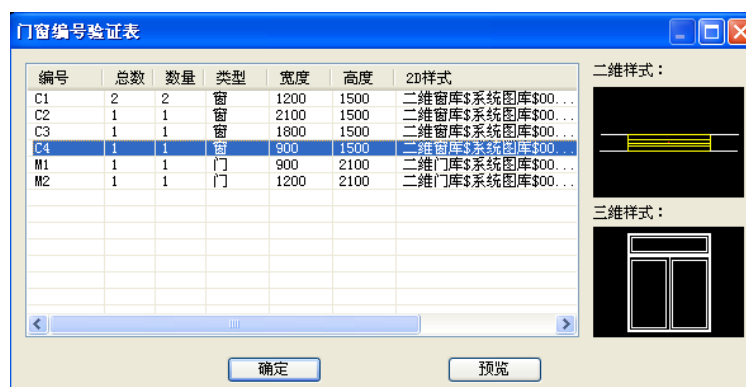 门窗编号验证表
编号 总数 数量 类型 宽度 高度 2D样式
C1 2 2 窗 1200 1500 二维窗库$系统图库$00...
C2 1 1 窗 2100 1500 二维窗库$系统图库$00...
C3 1 1 窗 1800 1500 二维窗库$系统图库$00...
C4 1 1 窗 900 1500 二维窗库$系统图库$00...
M1 1 1 门 900 2100 二维门库$系统图库$00...
M2 1 1 门 1200 2100 二维门库$系统图库$00...
二维样式：
三维样式：
确定 预览